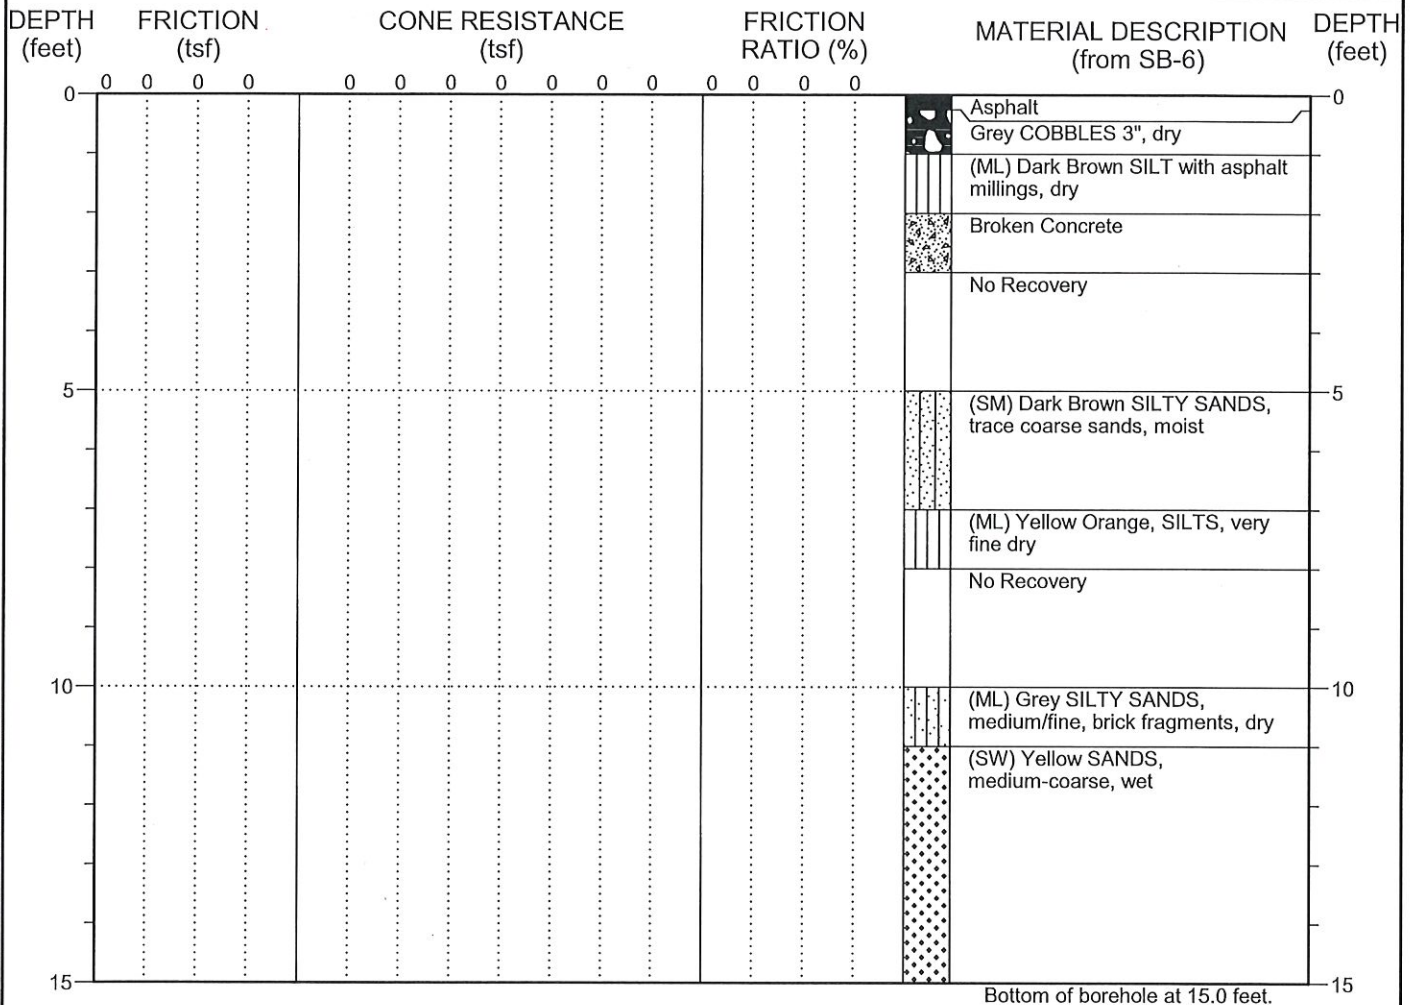 DEPTH FRICTION CONE RESISTANCE FRICTION MATERIAL DESCRIPTION DEPTH
(feet) (tsf) (tsf) RATIO (%) (from SB-6) (feet)
0 0 0 0 0 0 0 0 0 0 0 0 0 0 0
0 0
Asphalt
Grey COBBLES 3", dry
(ML) Dark Brown SILT with asphalt
millings, dry
Broken Concrete
No Recovery
5 5
(SM) Dark Brown SILTY SANDS,
trace coarse sands, moist
(ML) Yellow Orange, SILTS, very
fine dry
No Recovery
10 10
(ML) Grey SILTY SANDS,
medium/fine, brick fragments, dry
(SW) Yellow SANDS,
medium-coarse, wet
15 15
Bottom of borehole at 15.0 feet.